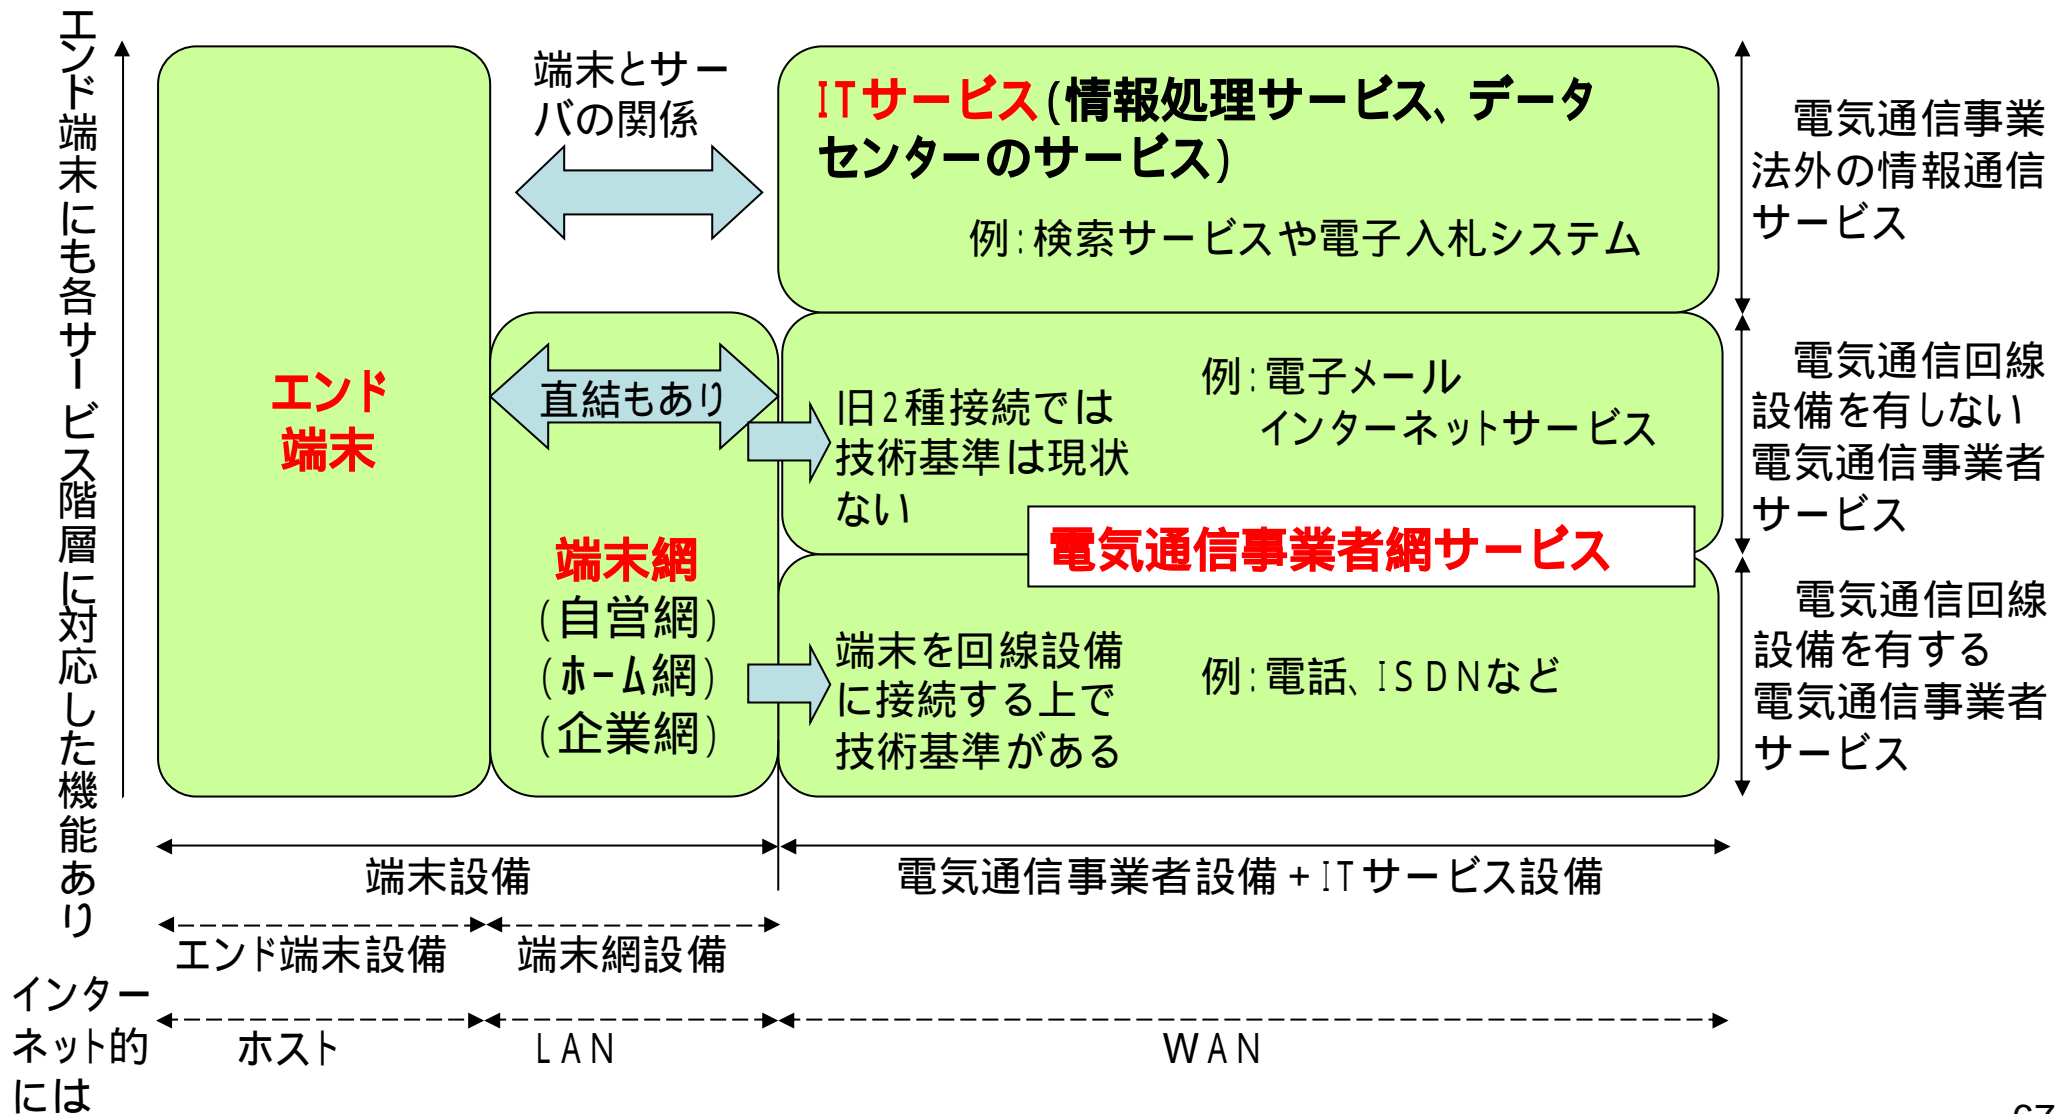 エンド端末にも各サービス階層に対応した機能あり
端末とサー
バの関係
ITサービス(情報処理サービス、データ
センターのサービス)
例:検索サービスや電子入札システム
電気通信事業
法外の情報通信
サービス
エンド
端末
直結もあり
旧2種接続では
技術基準は現状
ない
例:電子メール
インターネットサービス
電気通信回線
設備を有しない
電気通信事業者
サービス
電気通信事業者網サービス
端末網
(自営網)
(ホーム網)
(企業網)
端末を回線設備
に接続する上で
技術基準がある
例:電話、ISDNなど
電気通信回線
設備を有する
電気通信事業者
サービス
端末設備
電気通信事業者設備+ITサービス設備
エンド端末設備
端末網設備
インター
ネット的
には
ホスト
LAN
WAN